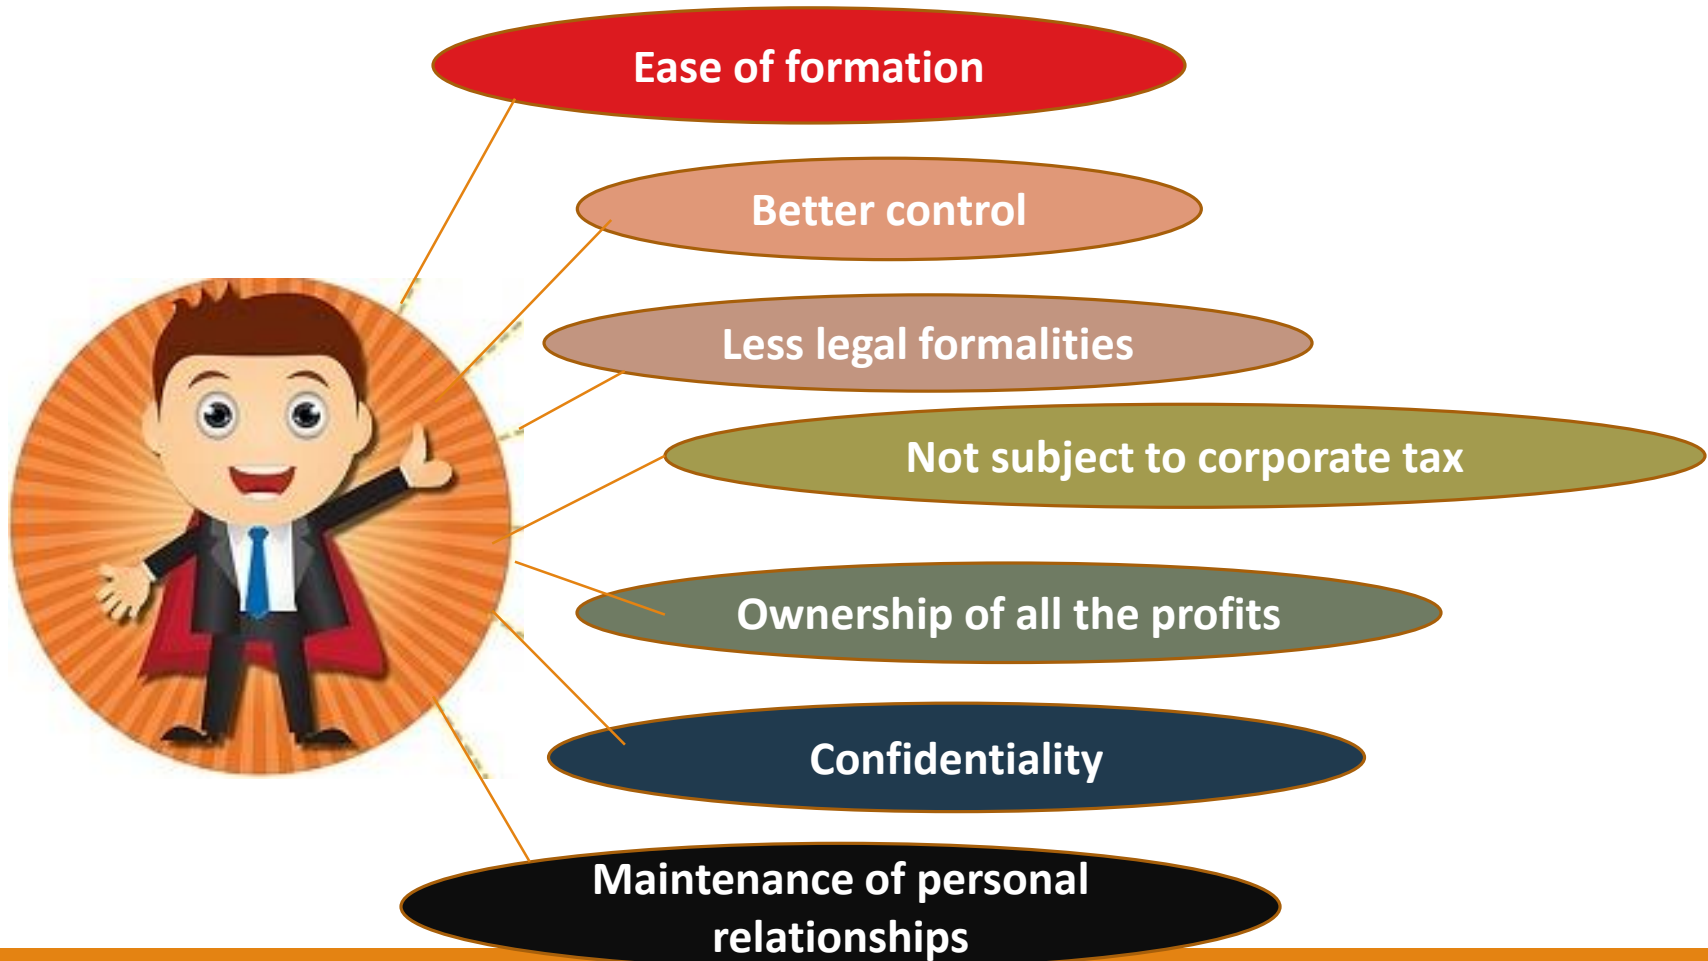 Ease of formation
Better control
Less legal formalities
Not subject to corporate tax
Ownership of all the profits
Confidentiality
Maintenance of personal
relationships